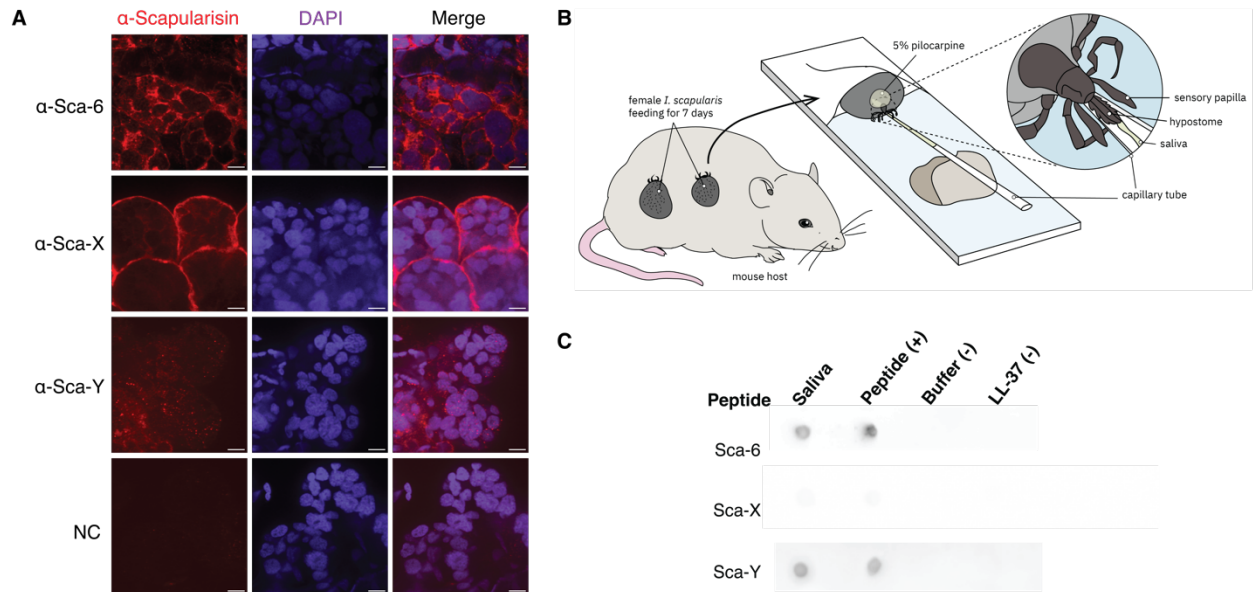 A
α-Scapularisin
DAPI
Merge
α-Sca-6
α-Sca-X
α-Sca-Y
NC
B
5% pilocarpine
female I. scapularis
feeding for 7 days
sensory papilla
hypostome
saliva
capillary tube
mouse host
C
Peptide
Saliva
Peptide (+)
Buffer (-)
LL-37 (-)
Sca-6
Sca-X
Sca-Y